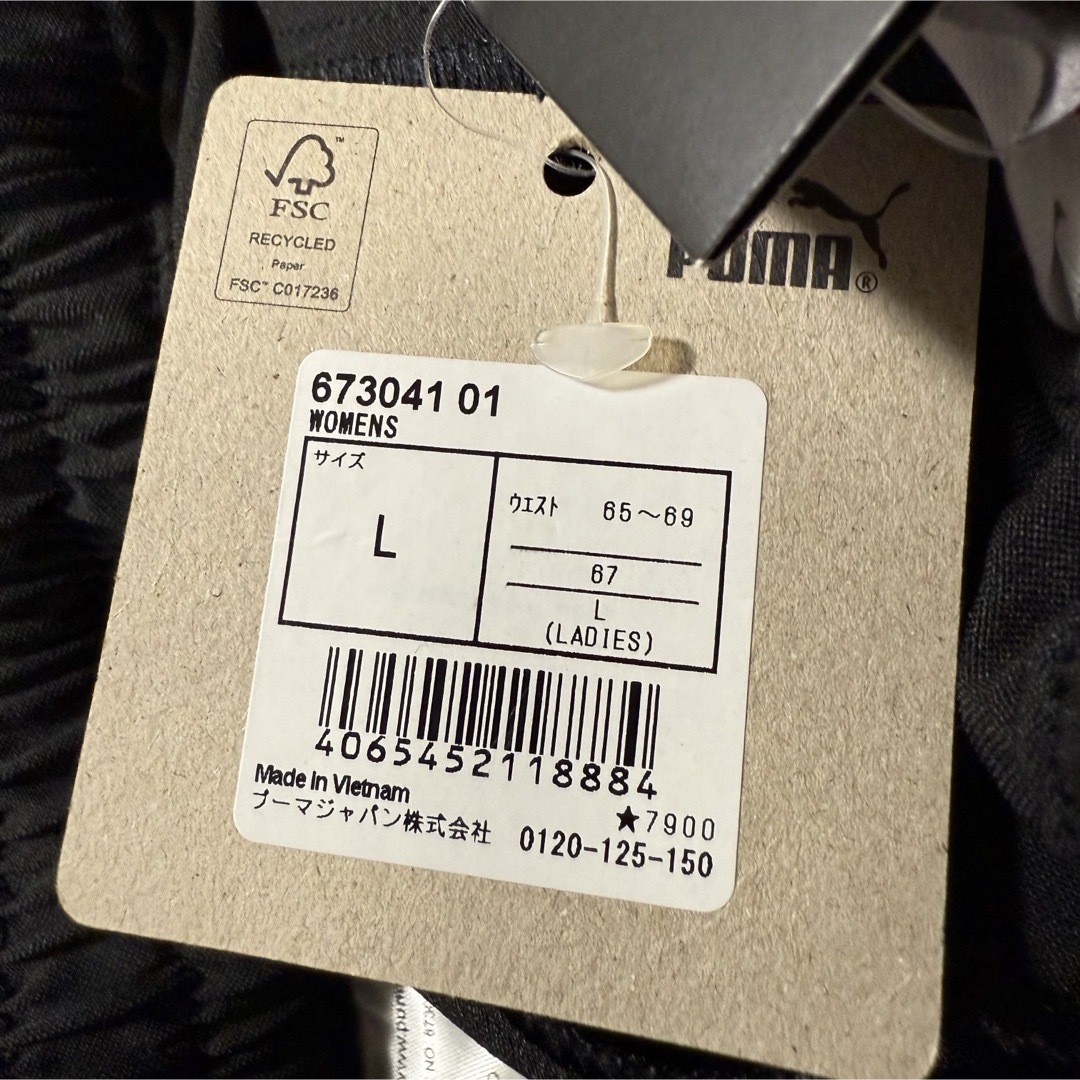 FSC™
RECYCLED
Paper
FSC™ C017236
PUMA®
673041 01
WOMENS
サイズ
L
ウエスト 65～69
67
L
(LADIES)
4065452118884
Made in Vietnam
プーマジャパン株式会社
★7900
0120-125-150